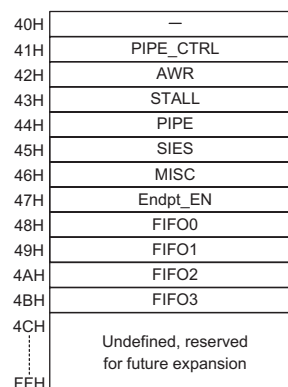 40H —
41H PIPE_CTRL
42H AWR
43H STALL
44H PIPE
45H SIES
46H MISC
47H Endpt_EN
48H FIFO0
49H FIFO1
4AH FIFO2
4BH FIFO3
4CH
Undefined, reserved
for future expansion
FFH